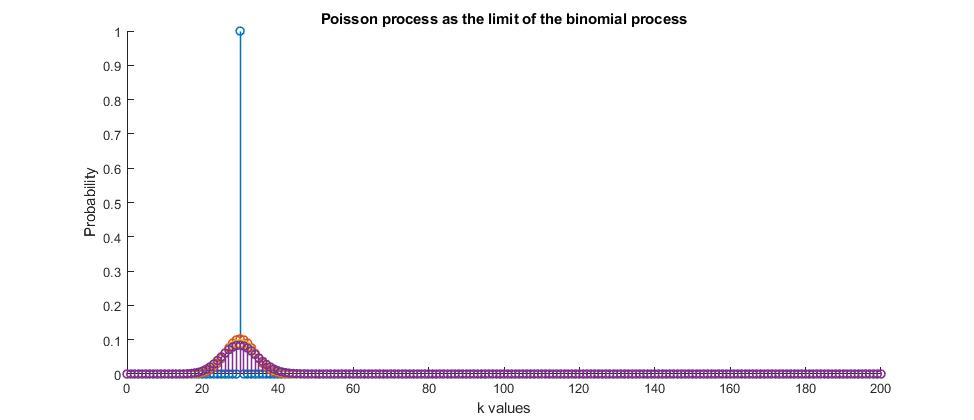 Poisson process as the limit of the binomial process
1
0.9
0.8
0.7
0.6
0.5
0.4
0.3
0.2
0.1
0
Probability
0 20 40 60 80 100 120 140 160 180 200
k values